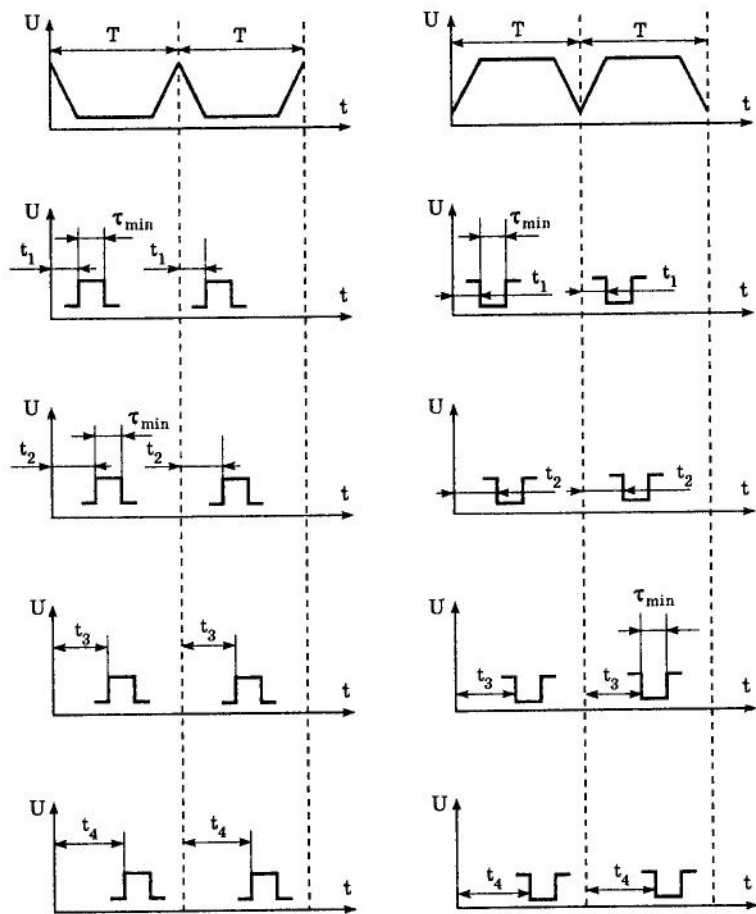 U T T t
U T T t
U τmin t1 t1 t
U τmin t1 t1 t
U τmin t2 t2 t
U t2 t2 t
U t3 t3 t
U τmin t3 t3 t
U t4 t4 t
U t4 t4 t